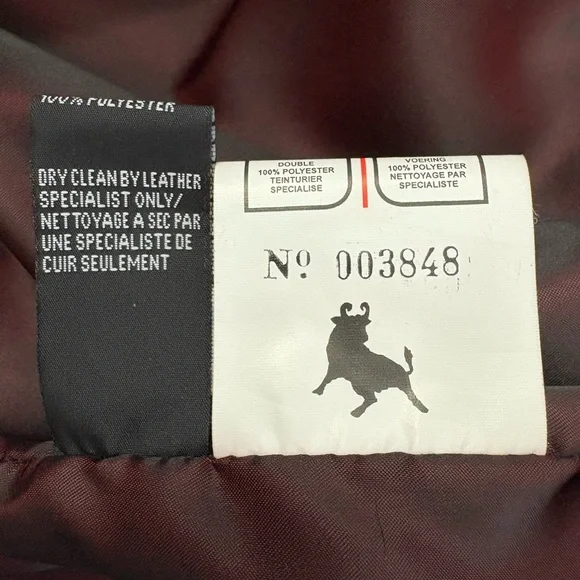 100% POLYESTER
DRY CLEAN BY LEATHER
SPECIALIST ONLY/
NETTOYAGE A SEC PAR
UNE SPECIALISTE DE
CUIR SEULEMENT
DOUBLE
100% POLYESTER
TEINTURIER
SPECIALISE
VOERING
100% POLYESTER
NETTOYAGE PAR
SPECIALISTE
Nº 003848